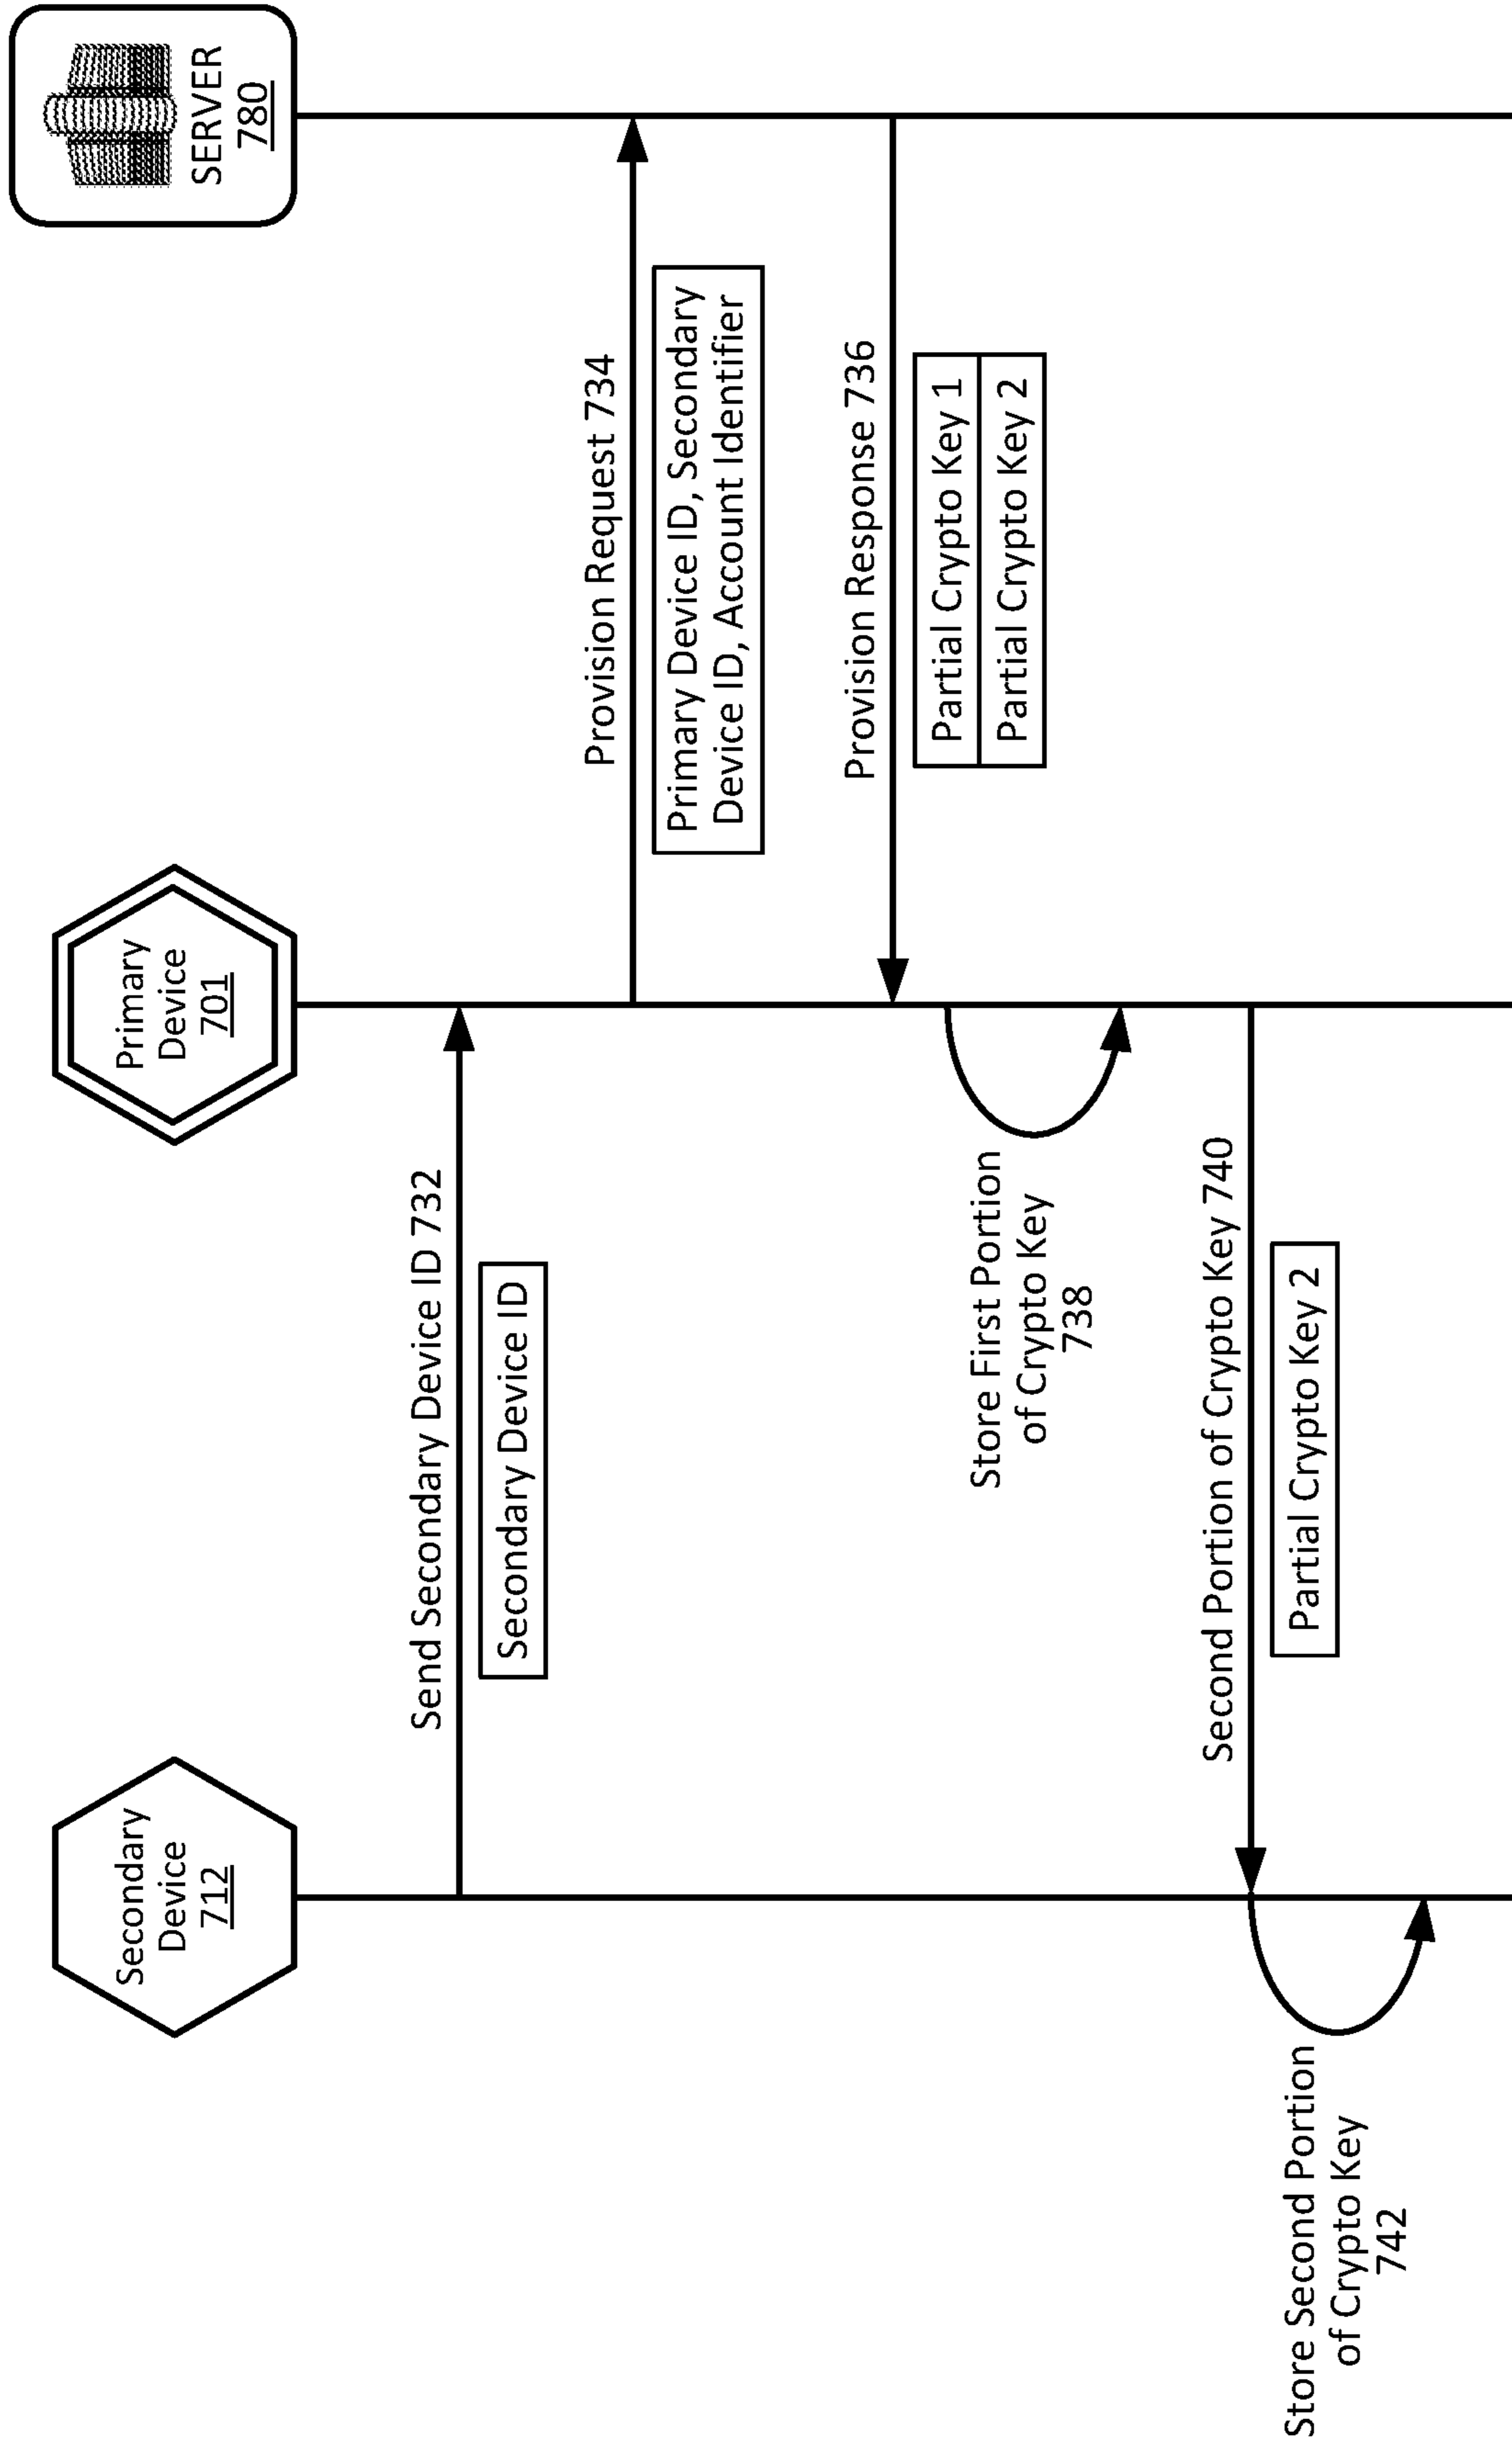 Secondary
Device
712
Primary
Device
701
SERVER
780
Send Secondary Device ID 732
Secondary Device ID
Provision Request 734
Primary Device ID, Secondary
Device ID, Account Identifier
Provision Response 736
Partial Crypto Key 1
Partial Crypto Key 2
Store First Portion
of Crypto Key
738
Second Portion of Crypto Key 740
Partial Crypto Key 2
Store Second Portion
of Crypto Key
742